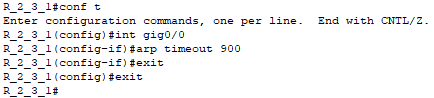 R_2_3_1#conf t
Enter configuration commands, one per line.  End with CNTL/Z.
R_2_3_1(config)#int gig0/0
R_2_3_1(config-if)#arp timeout 900
R_2_3_1(config-if)#exit
R_2_3_1(config)#exit
R_2_3_1#